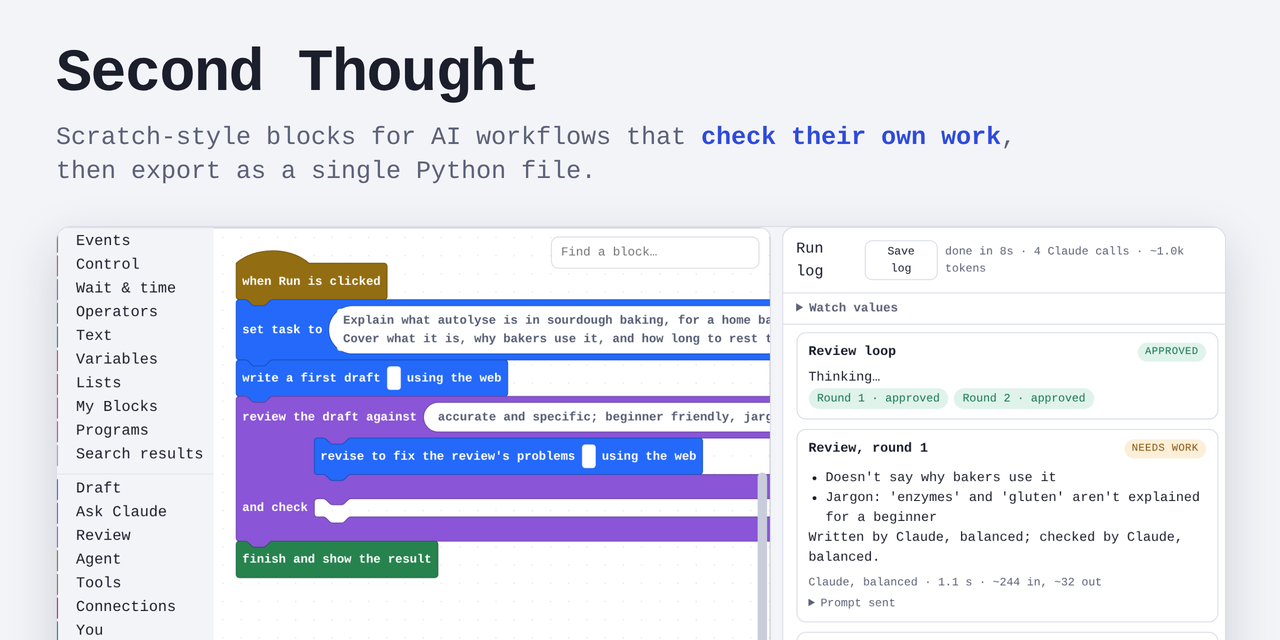 Second Thought
Scratch-style blocks for AI workflows that check their own work,
then export as a single Python file.
Events
Control
Wait & time
Operators
Text
Variables
Lists
My Blocks
Programs
Search results
Draft
Ask Claude
Review
Agent
Tools
Connections
You
Find a block…
when Run is clicked
set task to
Explain what autolyse is in sourdough baking, for a home
Cover what it is, why bakers use it, and how long to rest
write a first draft using the web
review the draft against accurate and specific; beginner friendly,
revise to fix the review's problems using the web
and check
finish and show the result
Run
log
Save
log
done in 8s · 4 Claude calls · ~1.0k
tokens
Watch values
Review loop APPROVED
Thinking…
Round 1 · approved Round 2 · approved
Review, round 1 NEEDS WORK
• Doesn't say why bakers use it
• Jargon: 'enzymes' and 'gluten' aren't explained
for a beginner
Written by Claude, balanced; checked by Claude,
balanced.
Claude, balanced · 1.1 s · ~244 in, ~32 out
Prompt sent